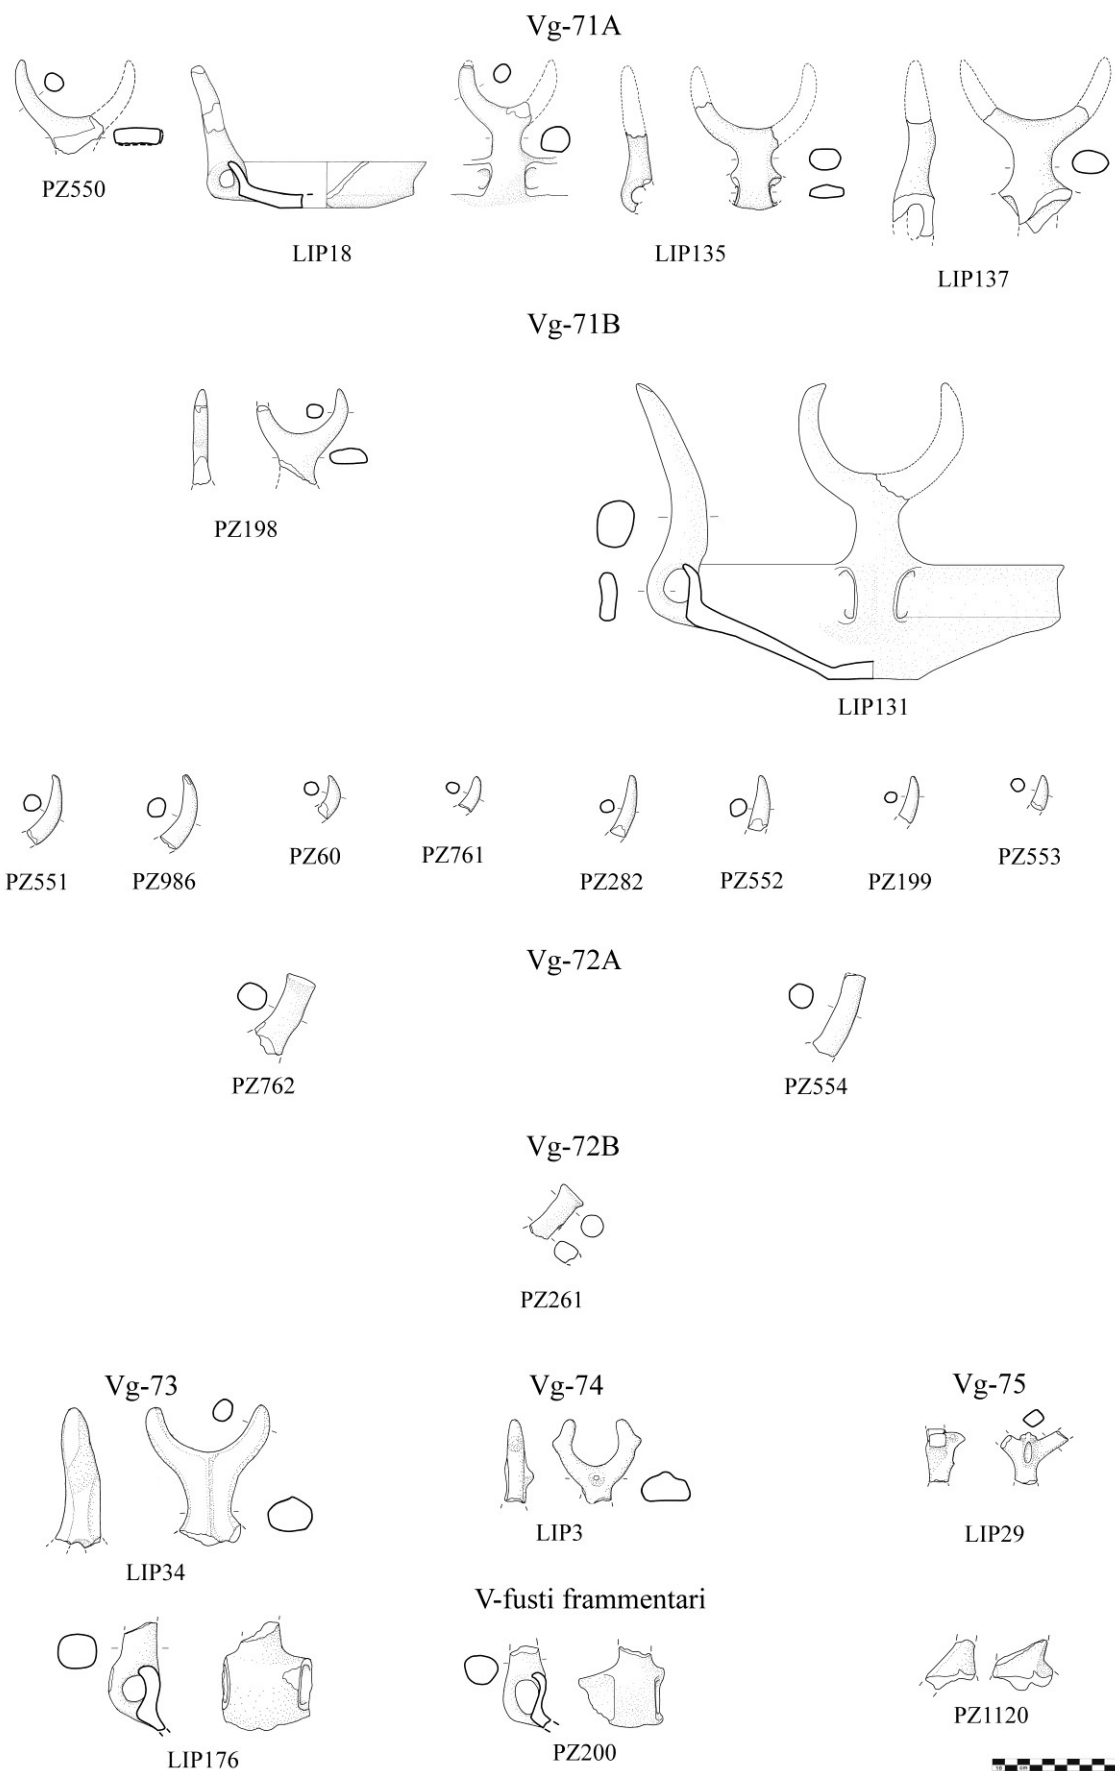 Vg-71A
PZ550
LIP18
LIP135
LIP137
Vg-71B
PZ198
LIP131
PZ551
PZ986
PZ60
PZ761
PZ282
PZ552
PZ199
PZ553
Vg-72A
PZ762
PZ554
Vg-72B
PZ261
Vg-73
Vg-74
Vg-75
LIP34
LIP3
LIP29
V-fusti frammentari
LIP176
PZ200
PZ1120